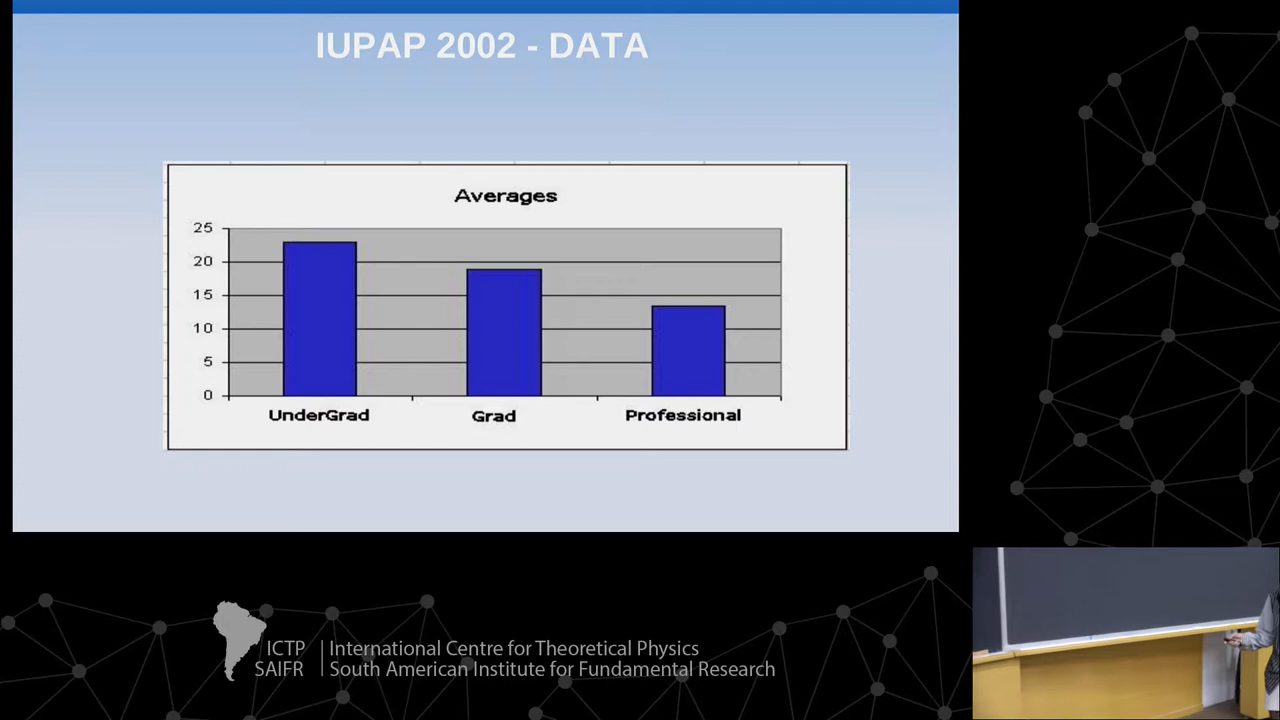 IUPAP 2002 - DATA
Averages
25
20
15
10
5
0
UnderGrad
Grad
Professional
ICTP
SAIFR
International Centre for Theoretical Physics
South American Institute for Fundamental Research